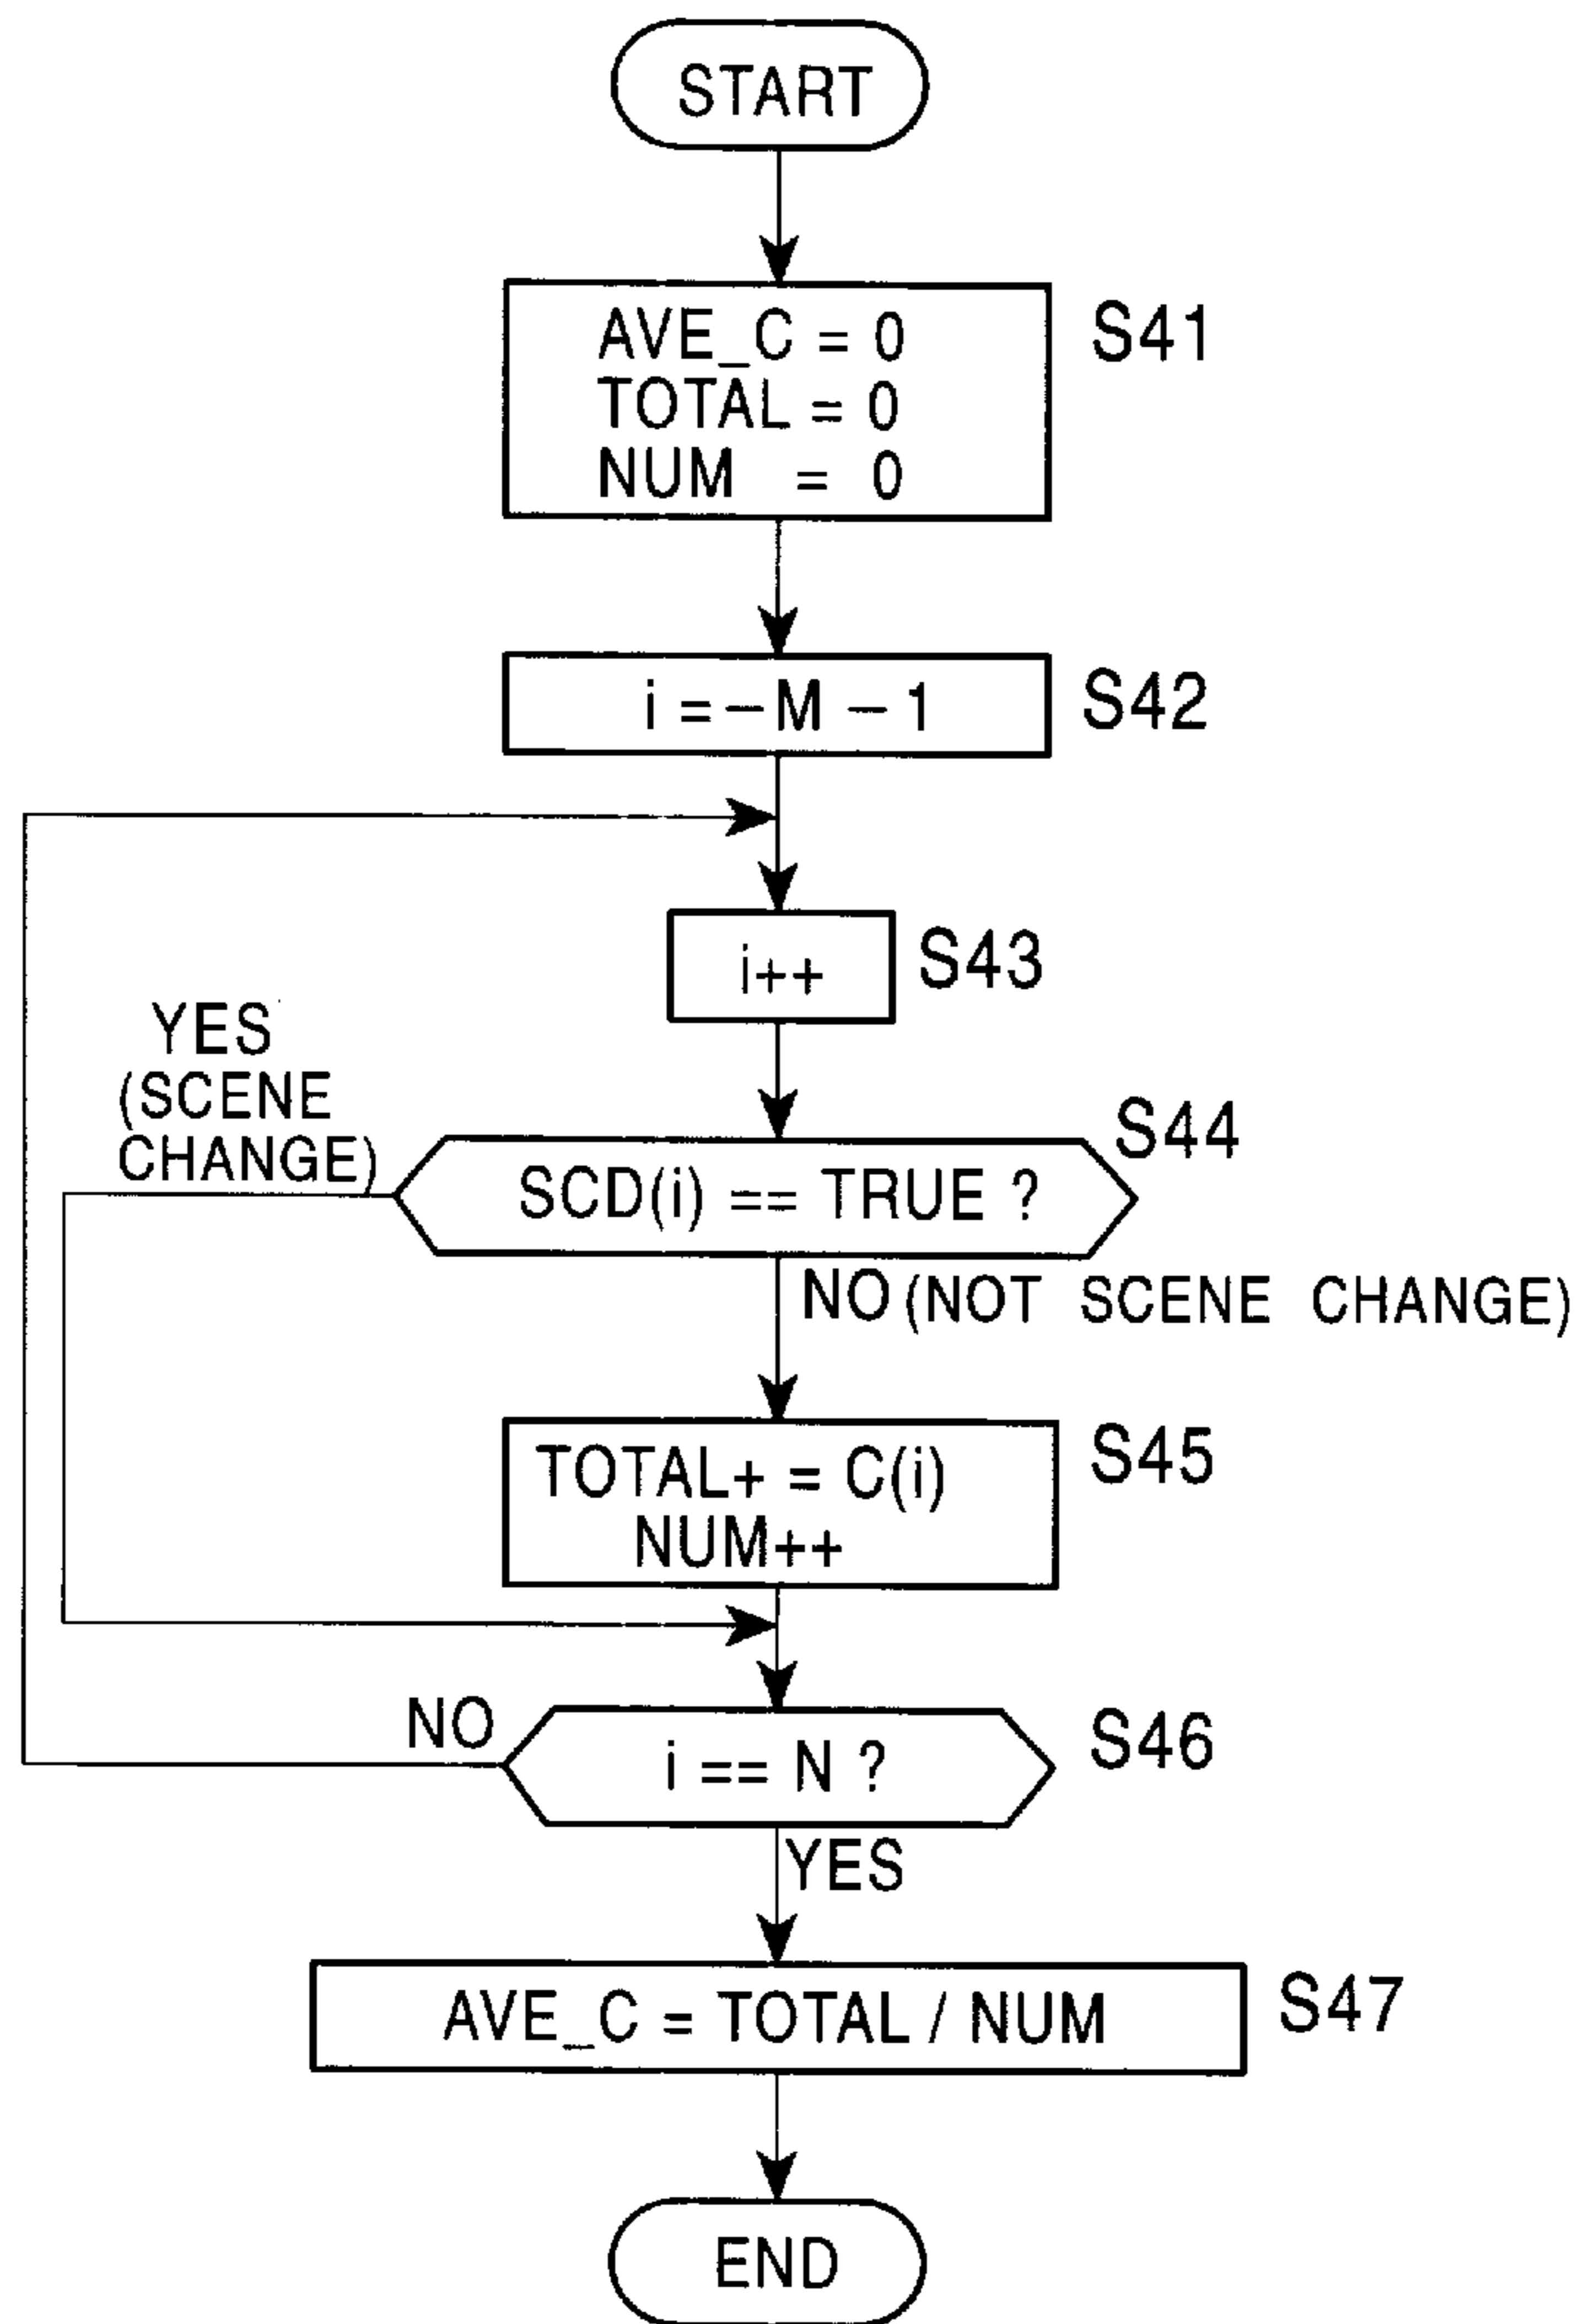 START
AVE_C = 0
TOTAL = 0
NUM = 0
S41
i = – M – 1
S42
i++
S43
YES
(SCENE
CHANGE)
S44
SCD(i) == TRUE ?
NO (NOT SCENE CHANGE)
TOTAL+ = C(i)
NUM++
S45
NO
i == N ?
S46
YES
AVE_C = TOTAL / NUM
S47
END